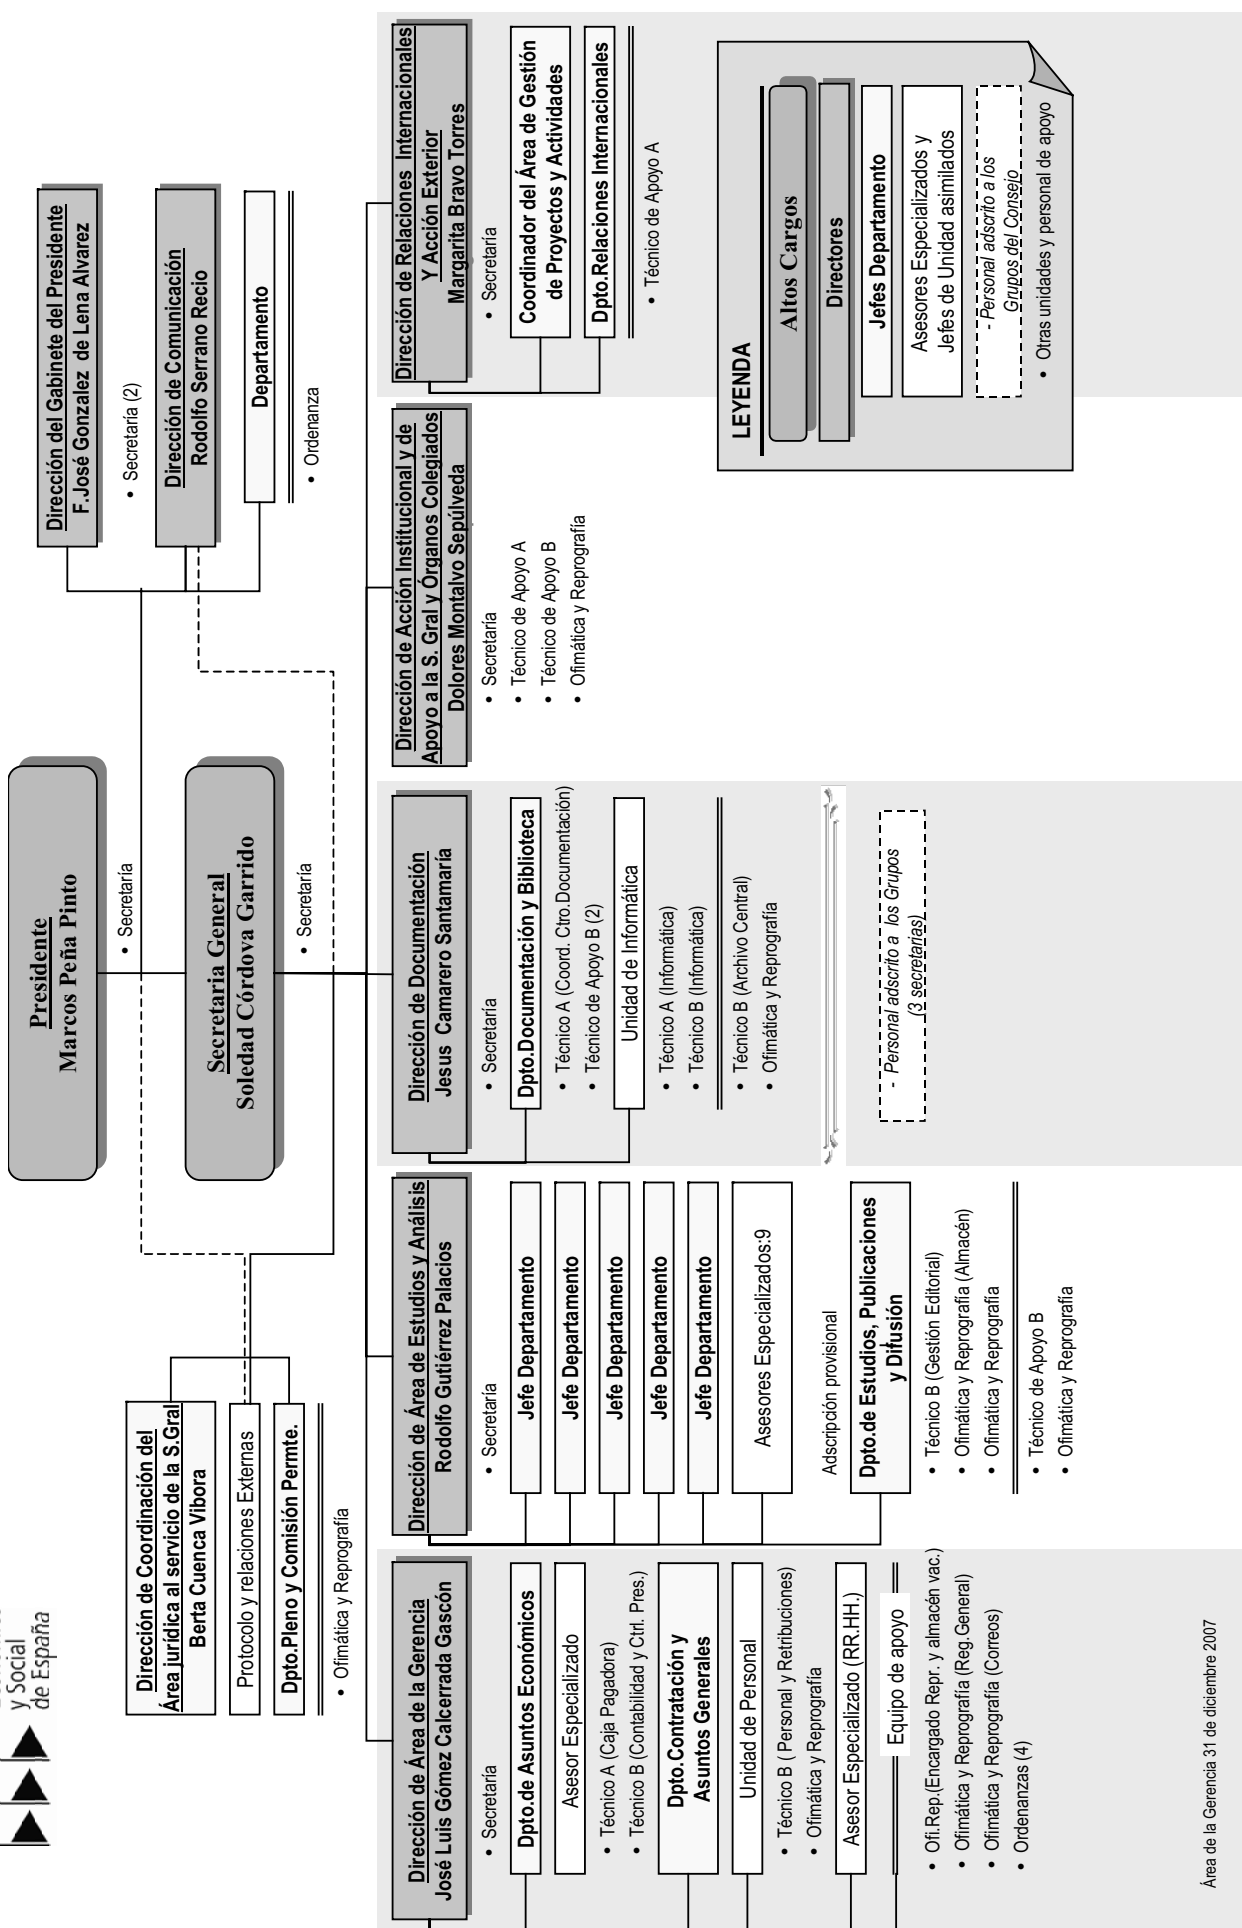 y Social
de España
Presidente
Marcos Peña Pinto
• Secretaría
Secretaria General
Soledad Córdova Garrido
• Secretaría
Dirección del Gabinete del Presidente
F.José Gonzalez de Lena Alvarez
• Secretaría (2)
Dirección de Comunicación
Rodolfo Serrano Recio
Departamento
• Ordenanza
Dirección de Coordinación del
Área jurídica al servicio de la S.Gral
Berta Cuenca Vibora
Protocolo y relaciones Externas
Dpto.Pleno y Comisión Permte.
• Ofimática y Reprografía
Dirección de Área de la Gerencia
José Luis Gómez Calcerrada Gascón
• Secretaría
Dpto.de Asuntos Económicos
Asesor Especializado
• Técnico A (Caja Pagadora)
• Técnico B (Contabilidad y Ctrl. Pres.)
Dpto.Contratación y
Asuntos Generales
Unidad de Personal
• Técnico B ( Personal y Retribuciones)
• Ofimática y Reprografía
Asesor Especializado (RR.HH.)
Equipo de apoyo
• Ofi.Rep.(Encargado Repr. y almacén vac.)
• Ofimática y Reprografía (Reg.General)
• Ofimática y Reprografía (Correos)
• Ordenanzas (4)
Dirección de Área de Estudios y Análisis
Rodolfo Gutiérrez Palacios
• Secretaría
Jefe Departamento
Jefe Departamento
Jefe Departamento
Jefe Departamento
Jefe Departamento
Asesores Especializados:9
Adscripción provisional
Dpto.de Estudios, Publicaciones
y Difusión
• Técnico B (Gestión Editorial)
• Ofimática y Reprografía (Almacén)
• Ofimática y Reprografía
• Técnico de Apoyo B
• Ofimática y Reprografía
Dirección de Documentación
Jesus Camarero Santamaría
• Secretaría
Dpto.Documentación y Biblioteca
• Técnico A (Coord. Ctro.Documentación)
• Técnico de Apoyo B (2)
Unidad de Informática
• Técnico A (Informática)
• Técnico B (Informática)
• Técnico B (Archivo Central)
• Ofimática y Reprografía
- Personal adscrito a los Grupos
(3 secretarias)
Dirección de Acción Institucional y de
Apoyo a la S. Gral y Órganos Colegiados
Dolores Montalvo Sepúlveda
• Secretaría
• Técnico de Apoyo A
• Técnico de Apoyo B
• Ofimática y Reprografía
Dirección de Relaciones Internacionales
Y Acción Exterior
Margarita Bravo Torres
• Secretaría
Coordinador del Área de Gestión
de Proyectos y Actividades
Dpto.Relaciones Internacionales
• Técnico de Apoyo A
LEYENDA
Altos Cargos
Directores
Jefes Departamento
Asesores Especializados y
Jefes de Unidad asimilados
- Personal adscrito a los
Grupos del Consejo
• Otras unidades y personal de apoyo
Área de la Gerencia 31 de diciembre 2007